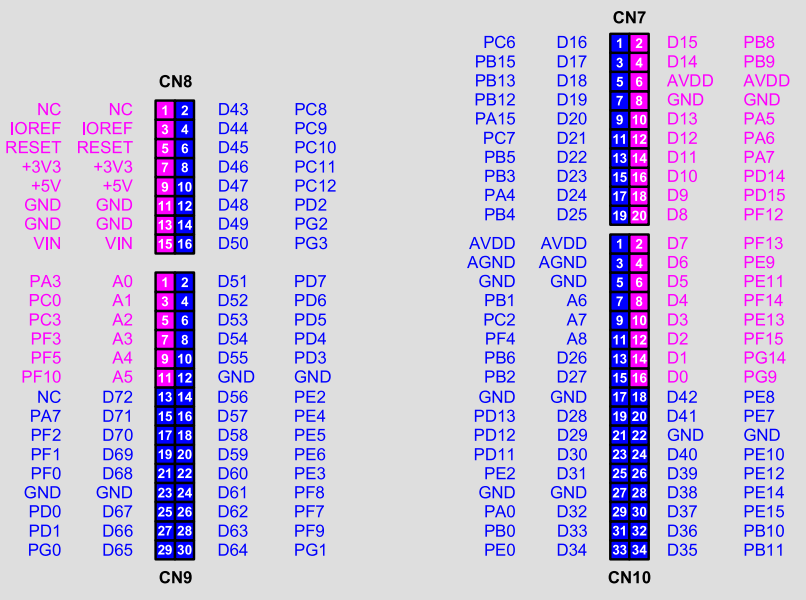 CN7
PC6 D16 1 2 D15 PB8
PB15 D17 3 4 D14 PB9
PB13 D18 5 6 AVDD AVDD
PB12 D19 7 8 GND GND
PA15 D20 9 10 D13 PA5
PC7 D21 11 12 D12 PA6
PB5 D22 13 14 D11 PA7
PB3 D23 15 16 D10 PD14
PA4 D24 17 18 D9 PD15
PB4 D25 19 20 D8 PF12
CN8
NC NC 1 2 D43 PC8
IOREF IOREF 3 4 D44 PC9
RESET RESET 5 6 D45 PC10
+3V3 +3V3 7 8 D46 PC11
+5V +5V 9 10 D47 PC12
GND GND 11 12 D48 PD2
GND GND 13 14 D49 PG2
VIN VIN 15 16 D50 PG3
PA3 A0 1 2 D51 PD7
PC0 A1 3 4 D52 PD6
PC3 A2 5 6 D53 PD5
PF3 A3 7 8 D54 PD4
PF5 A4 9 10 D55 PD3
PF10 A5 11 12 GND GND
NC D72 13 14 D56 PE2
PA7 D71 15 16 D57 PE4
PF2 D70 17 18 D58 PE5
PF1 D69 19 20 D59 PE6
PF0 D68 21 22 D60 PE3
GND GND 23 24 D61 PF8
PD0 D67 25 26 D62 PF7
PD1 D66 27 28 D63 PF9
PG0 D65 29 30 D64 PG1
CN9
AVDD AVDD 1 2 D7 PF13
AGND AGND 3 4 D6 PE9
GND GND 5 6 D5 PE11
PB1 A6 7 8 D4 PF14
PC2 A7 9 10 D3 PE13
PF4 A8 11 12 D2 PF15
PB6 D26 13 14 D1 PG14
PB2 D27 15 16 D0 PG9
GND GND 17 18 D42 PE8
PD13 D28 19 20 D41 PE7
PD12 D29 21 22 GND GND
PD11 D30 23 24 D40 PE10
PE2 D31 25 26 D39 PE12
GND GND 27 28 D38 PE14
PA0 D32 29 30 D37 PE15
PB0 D33 31 32 D36 PB10
PE0 D34 33 34 D35 PB11
CN10